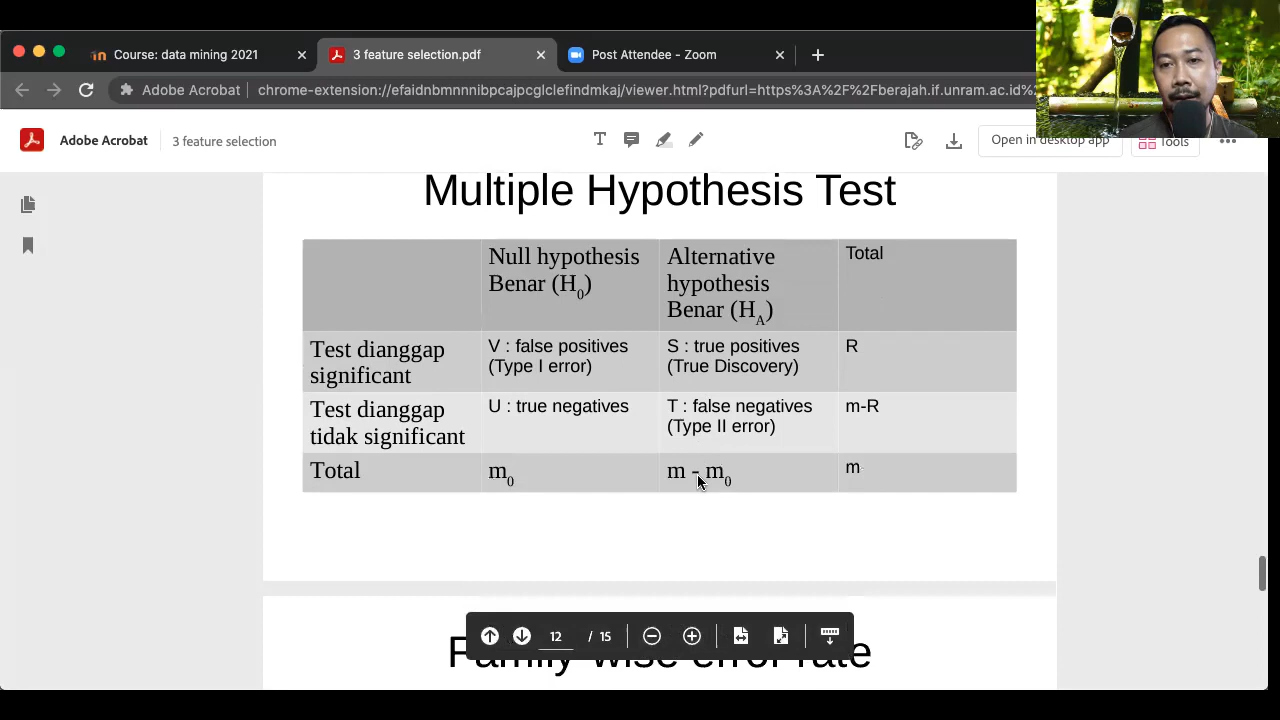 Course: data mining 2021
3 feature selection.pdf
Post Attendee - Zoom
Adobe Acrobat
chrome-extension://efaidnbmnnnibpcajpcglclefindmkaj/viewer.html?pdfurl=https%3A%2F%2Fberajah.if.unram.ac.id%
Adobe Acrobat
3 feature selection
Open in desktop app
Tools
Multiple Hypothesis Test
Null hypothesis
Benar (H0)
Alternative
hypothesis
Benar (HA)
Total
Test dianggap
significant
V : false positives
(Type I error)
S : true positives
(True Discovery)
R
Test dianggap
tidak significant
U : true negatives
T : false negatives
(Type II error)
m-R
Total
m0
m - m0
m
12 / 15
Family wise error rate